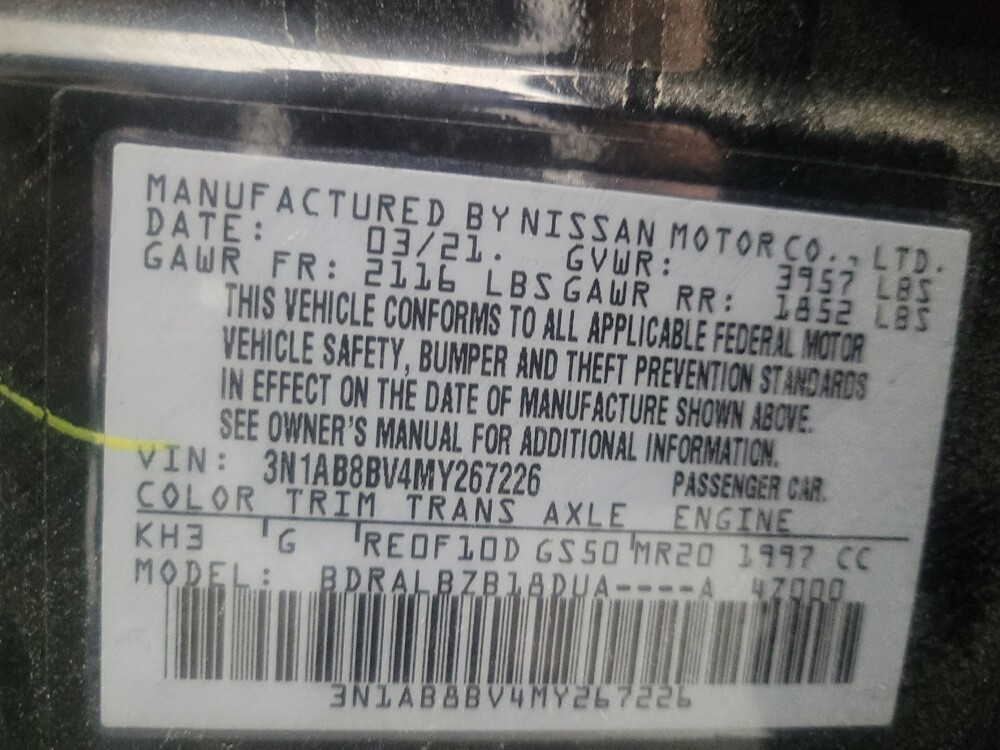 MANUFACTURED BY NISSAN MOTOR CO., LTD.
DATE: 03/21. GVWR: 3957 LBS
GAWR FR: 2116 LBS GAWR RR: 1852 LBS
THIS VEHICLE CONFORMS TO ALL APPLICABLE FEDERAL MOTOR
VEHICLE SAFETY, BUMPER AND THEFT PREVENTION STANDARDS
IN EFFECT ON THE DATE OF MANUFACTURE SHOWN ABOVE.
SEE OWNER'S MANUAL FOR ADDITIONAL INFORMATION.
VIN: 3N1AB8BV4MY267226 PASSENGER CAR.
COLOR TRIM TRANS AXLE ENGINE
KH3 G RE0F10D GS50 MR20 1997 CC
MODEL: BDRALBZB18DUA----A 4Z000
3N1AB8BV4MY267226